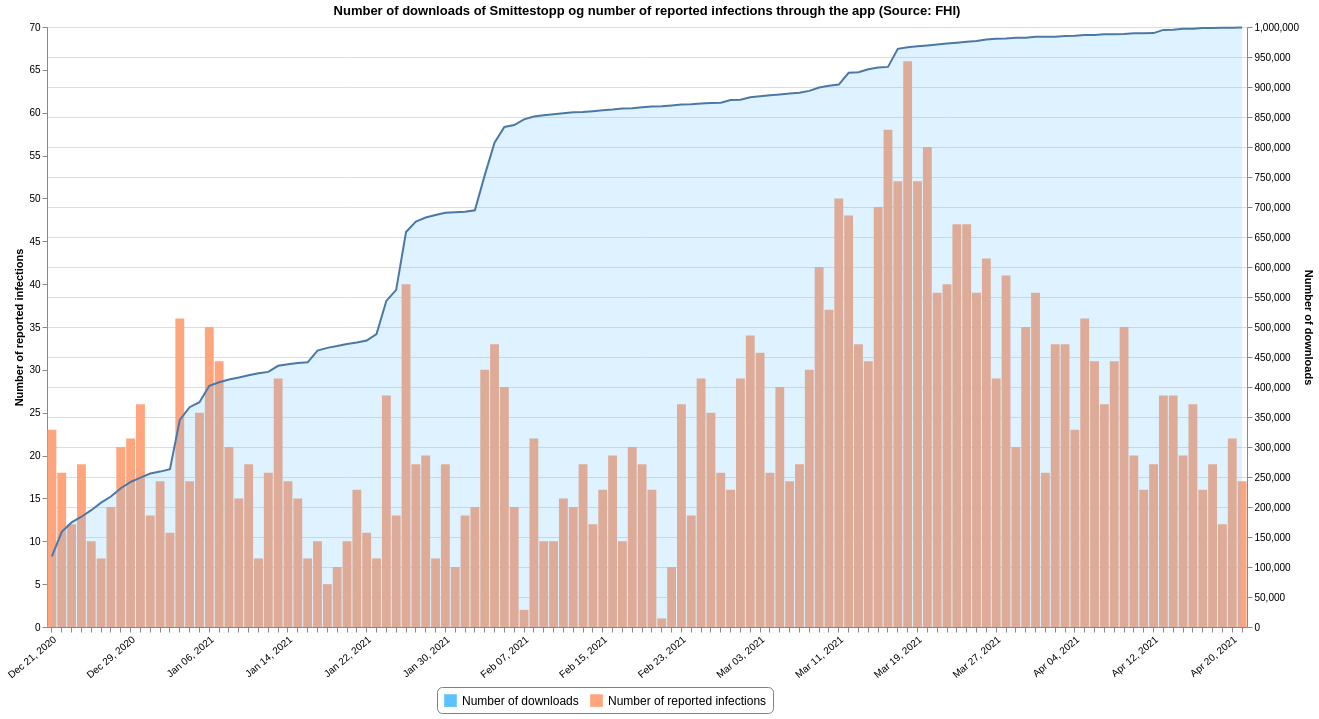 Number of downloads of Smittestopp og number of reported infections through the app (Source: FHI)
70
65
60
55
50
45
40
35
30
25
20
15
10
5
0
Number of reported infections
1,000,000
950,000
900,000
850,000
800,000
750,000
700,000
650,000
600,000
550,000
500,000
450,000
400,000
350,000
300,000
250,000
200,000
150,000
100,000
50,000
0
Number of downloads
Dec 21, 2020
Dec 29, 2020
Jan 06, 2021
Jan 14, 2021
Jan 22, 2021
Jan 30, 2021
Feb 07, 2021
Feb 15, 2021
Feb 23, 2021
Mar 03, 2021
Mar 11, 2021
Mar 19, 2021
Mar 27, 2021
Apr 04, 2021
Apr 12, 2021
Apr 20, 2021
Number of downloads
Number of reported infections